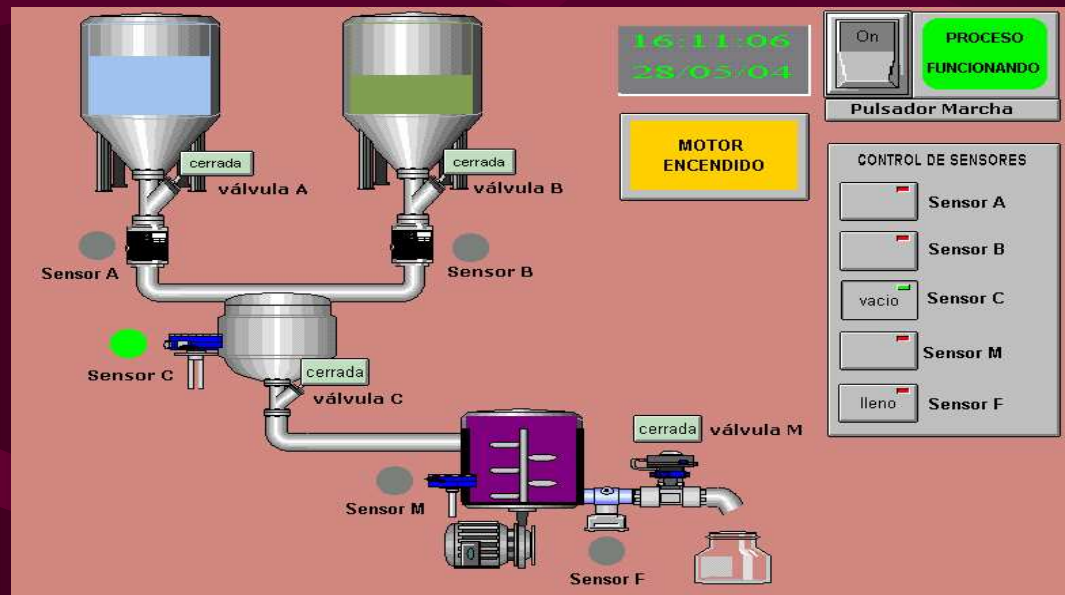 16:11:06
28/05/04
On
PROCESO
FUNCIONANDO
Pulsador Marcha
MOTOR
ENCENDIDO
cerrada
válvula A
cerrada
válvula B
Sensor A
Sensor B
CONTROL DE SENSORES
Sensor A
Sensor B
vacio
Sensor C
Sensor M
lleno
Sensor F
Sensor C
cerrada
válvula C
cerrada
válvula M
Sensor M
Sensor F